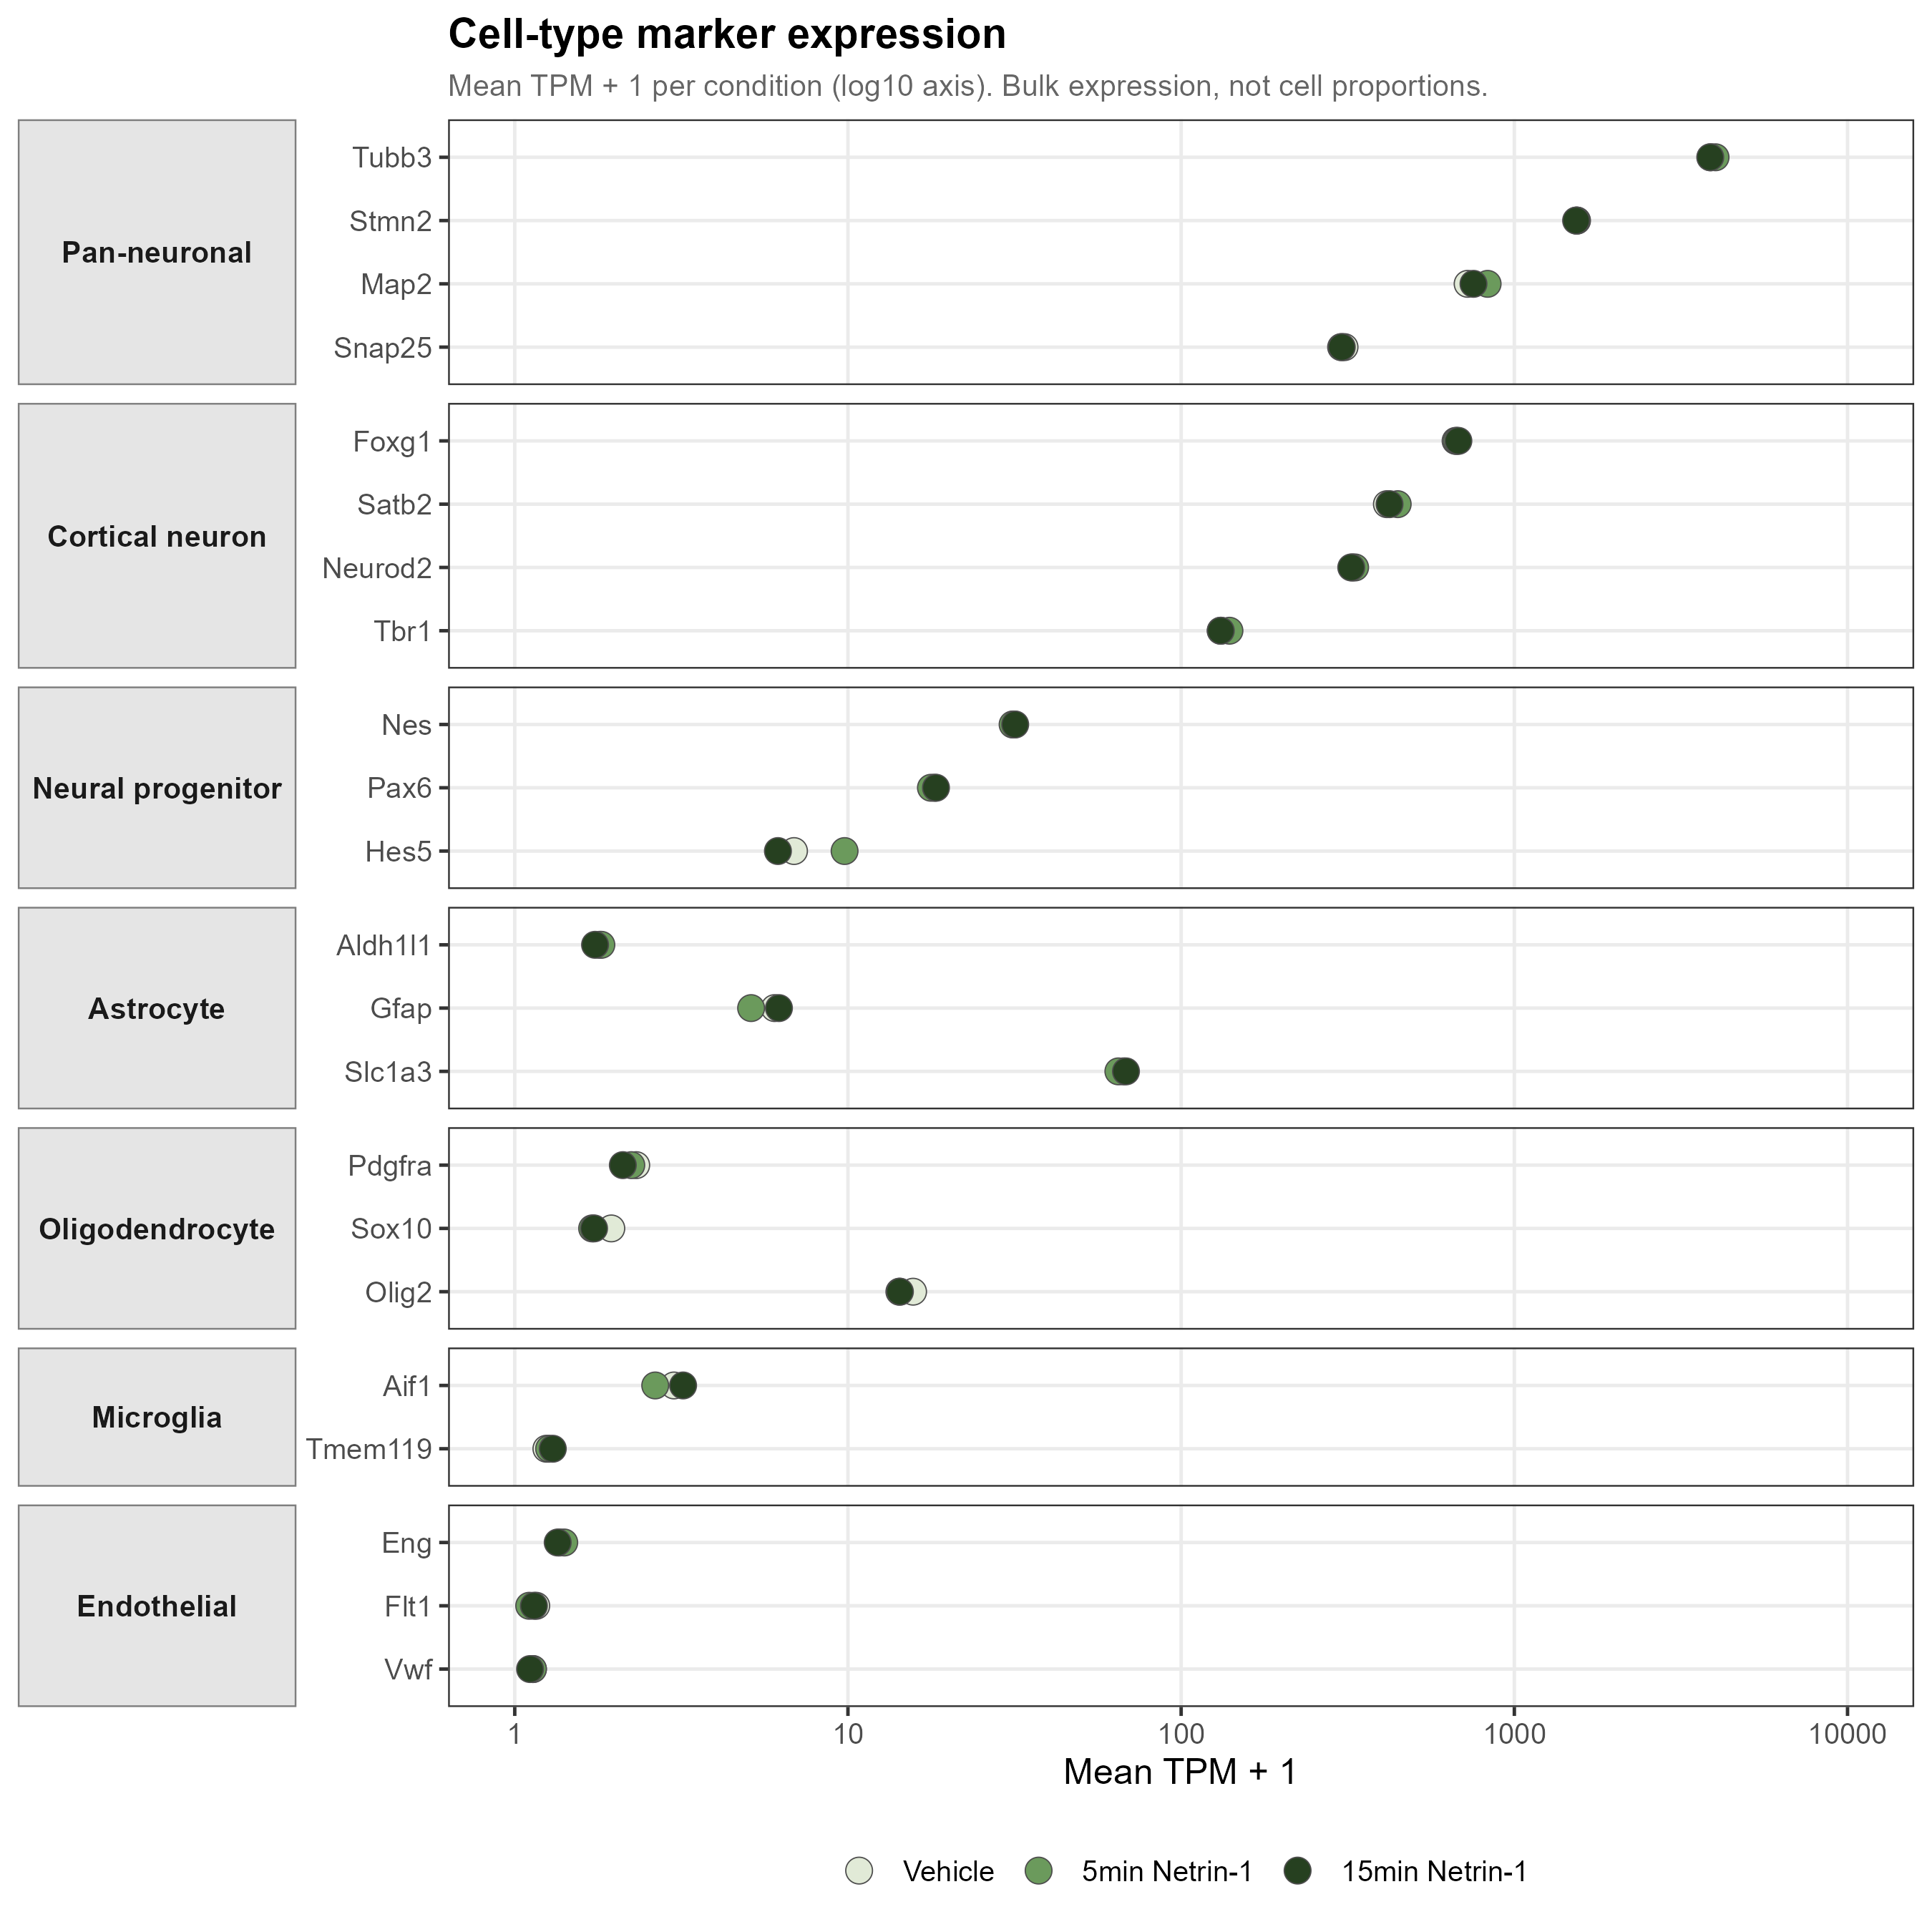 Cell-type marker expression
Mean TPM + 1 per condition (log10 axis). Bulk expression, not cell proportions.
Pan-neuronal
Tubb3
Stmn2
Map2
Snap25
Cortical neuron
Foxg1
Satb2
Neurod2
Tbr1
Neural progenitor
Nes
Pax6
Hes5
Astrocyte
Aldh1l1
Gfap
Slc1a3
Oligodendrocyte
Pdgfra
Sox10
Olig2
Microglia
Aif1
Tmem119
Endothelial
Eng
Flt1
Vwf
1 10 100 1000 10000
Mean TPM + 1
Vehicle 5min Netrin-1 15min Netrin-1